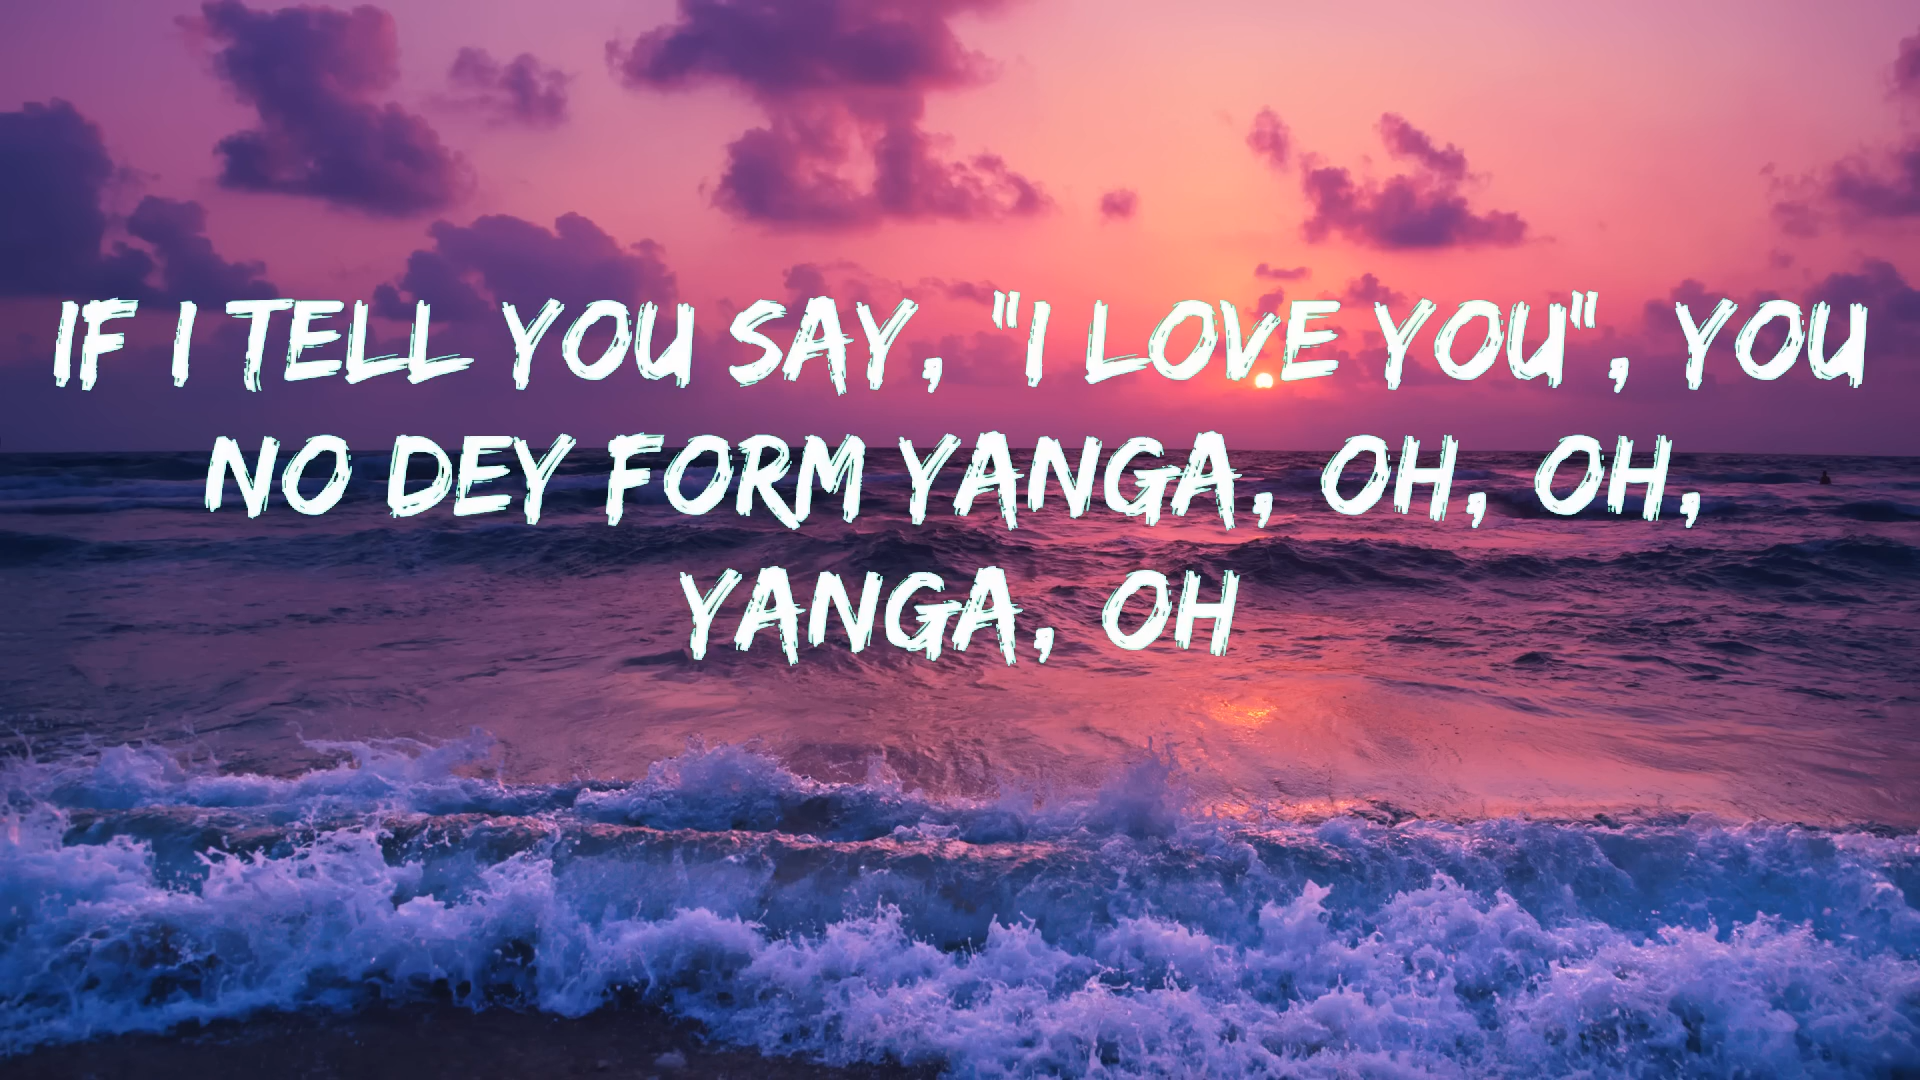 IF I TELL YOU SAY, "I LOVE YOU", YOU
NO DEY FORM YANGA, OH, OH,
YANGA, OH